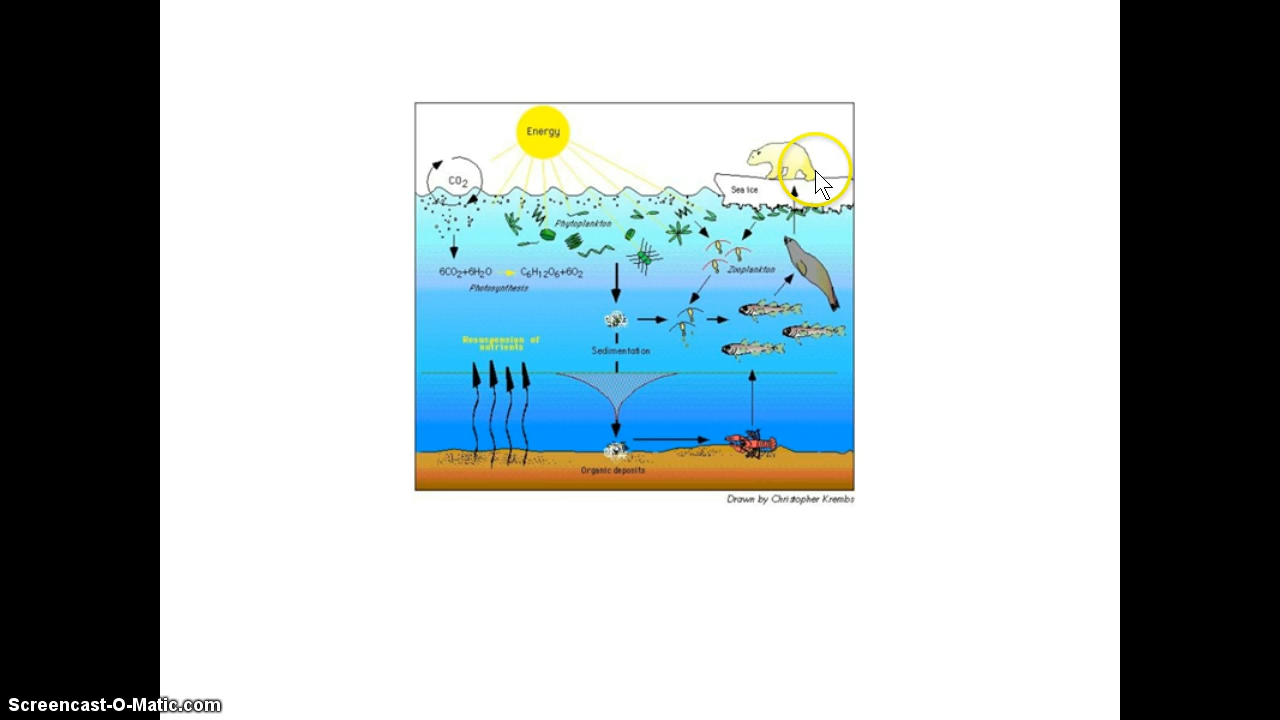 Energy
CO2
Sea ice
Phytoplankton
6CO2+6H2O → C6H12O6+6O2
Zooplankton
Photosynthesis
Resuspension of
nutrients
Sedimentation
Organic deposits
Drawn by Christopher Krembs
Screencast-O-Matic.com